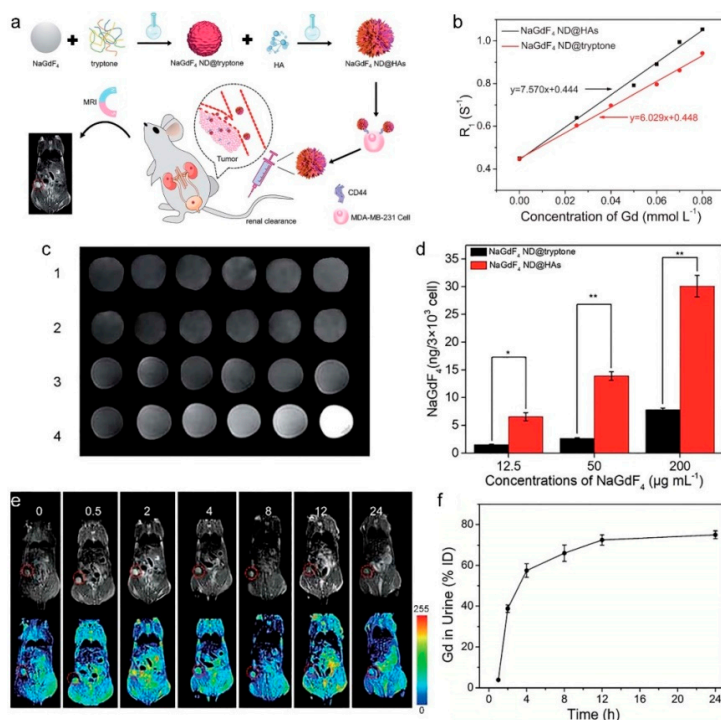 a
NaGdF₄
tryptone
NaGdF₄ ND@tryptone
HA
NaGdF₄ ND@HAs
MRI
Tumor
renal clearance
CD44
MDA-MB-231 Cell
b
NaGdF₄ ND@HAs
NaGdF₄ ND@tryptone
y=7.570x+0.444
y=6.029x+0.448
R₁ (S⁻¹)
1.0
0.8
0.6
0.4
0.00 0.02 0.04 0.06 0.08
Concentration of Gd (mmol L⁻¹)
c
1
2
3
4
d
NaGdF₄ ND@tryptone
NaGdF₄ ND@HAs
NaGdF₄(ng/3×10³ cell)
35
30
25
20
15
10
5
0
*
**
**
12.5 50 200
Concentrations of NaGdF₄ (µg mL⁻¹)
e
0 0.5 2 4 8 12 24
255
0
f
Gd in Urine (% ID)
80
60
40
20
0
0 4 8 12 16 20 24
Time (h)